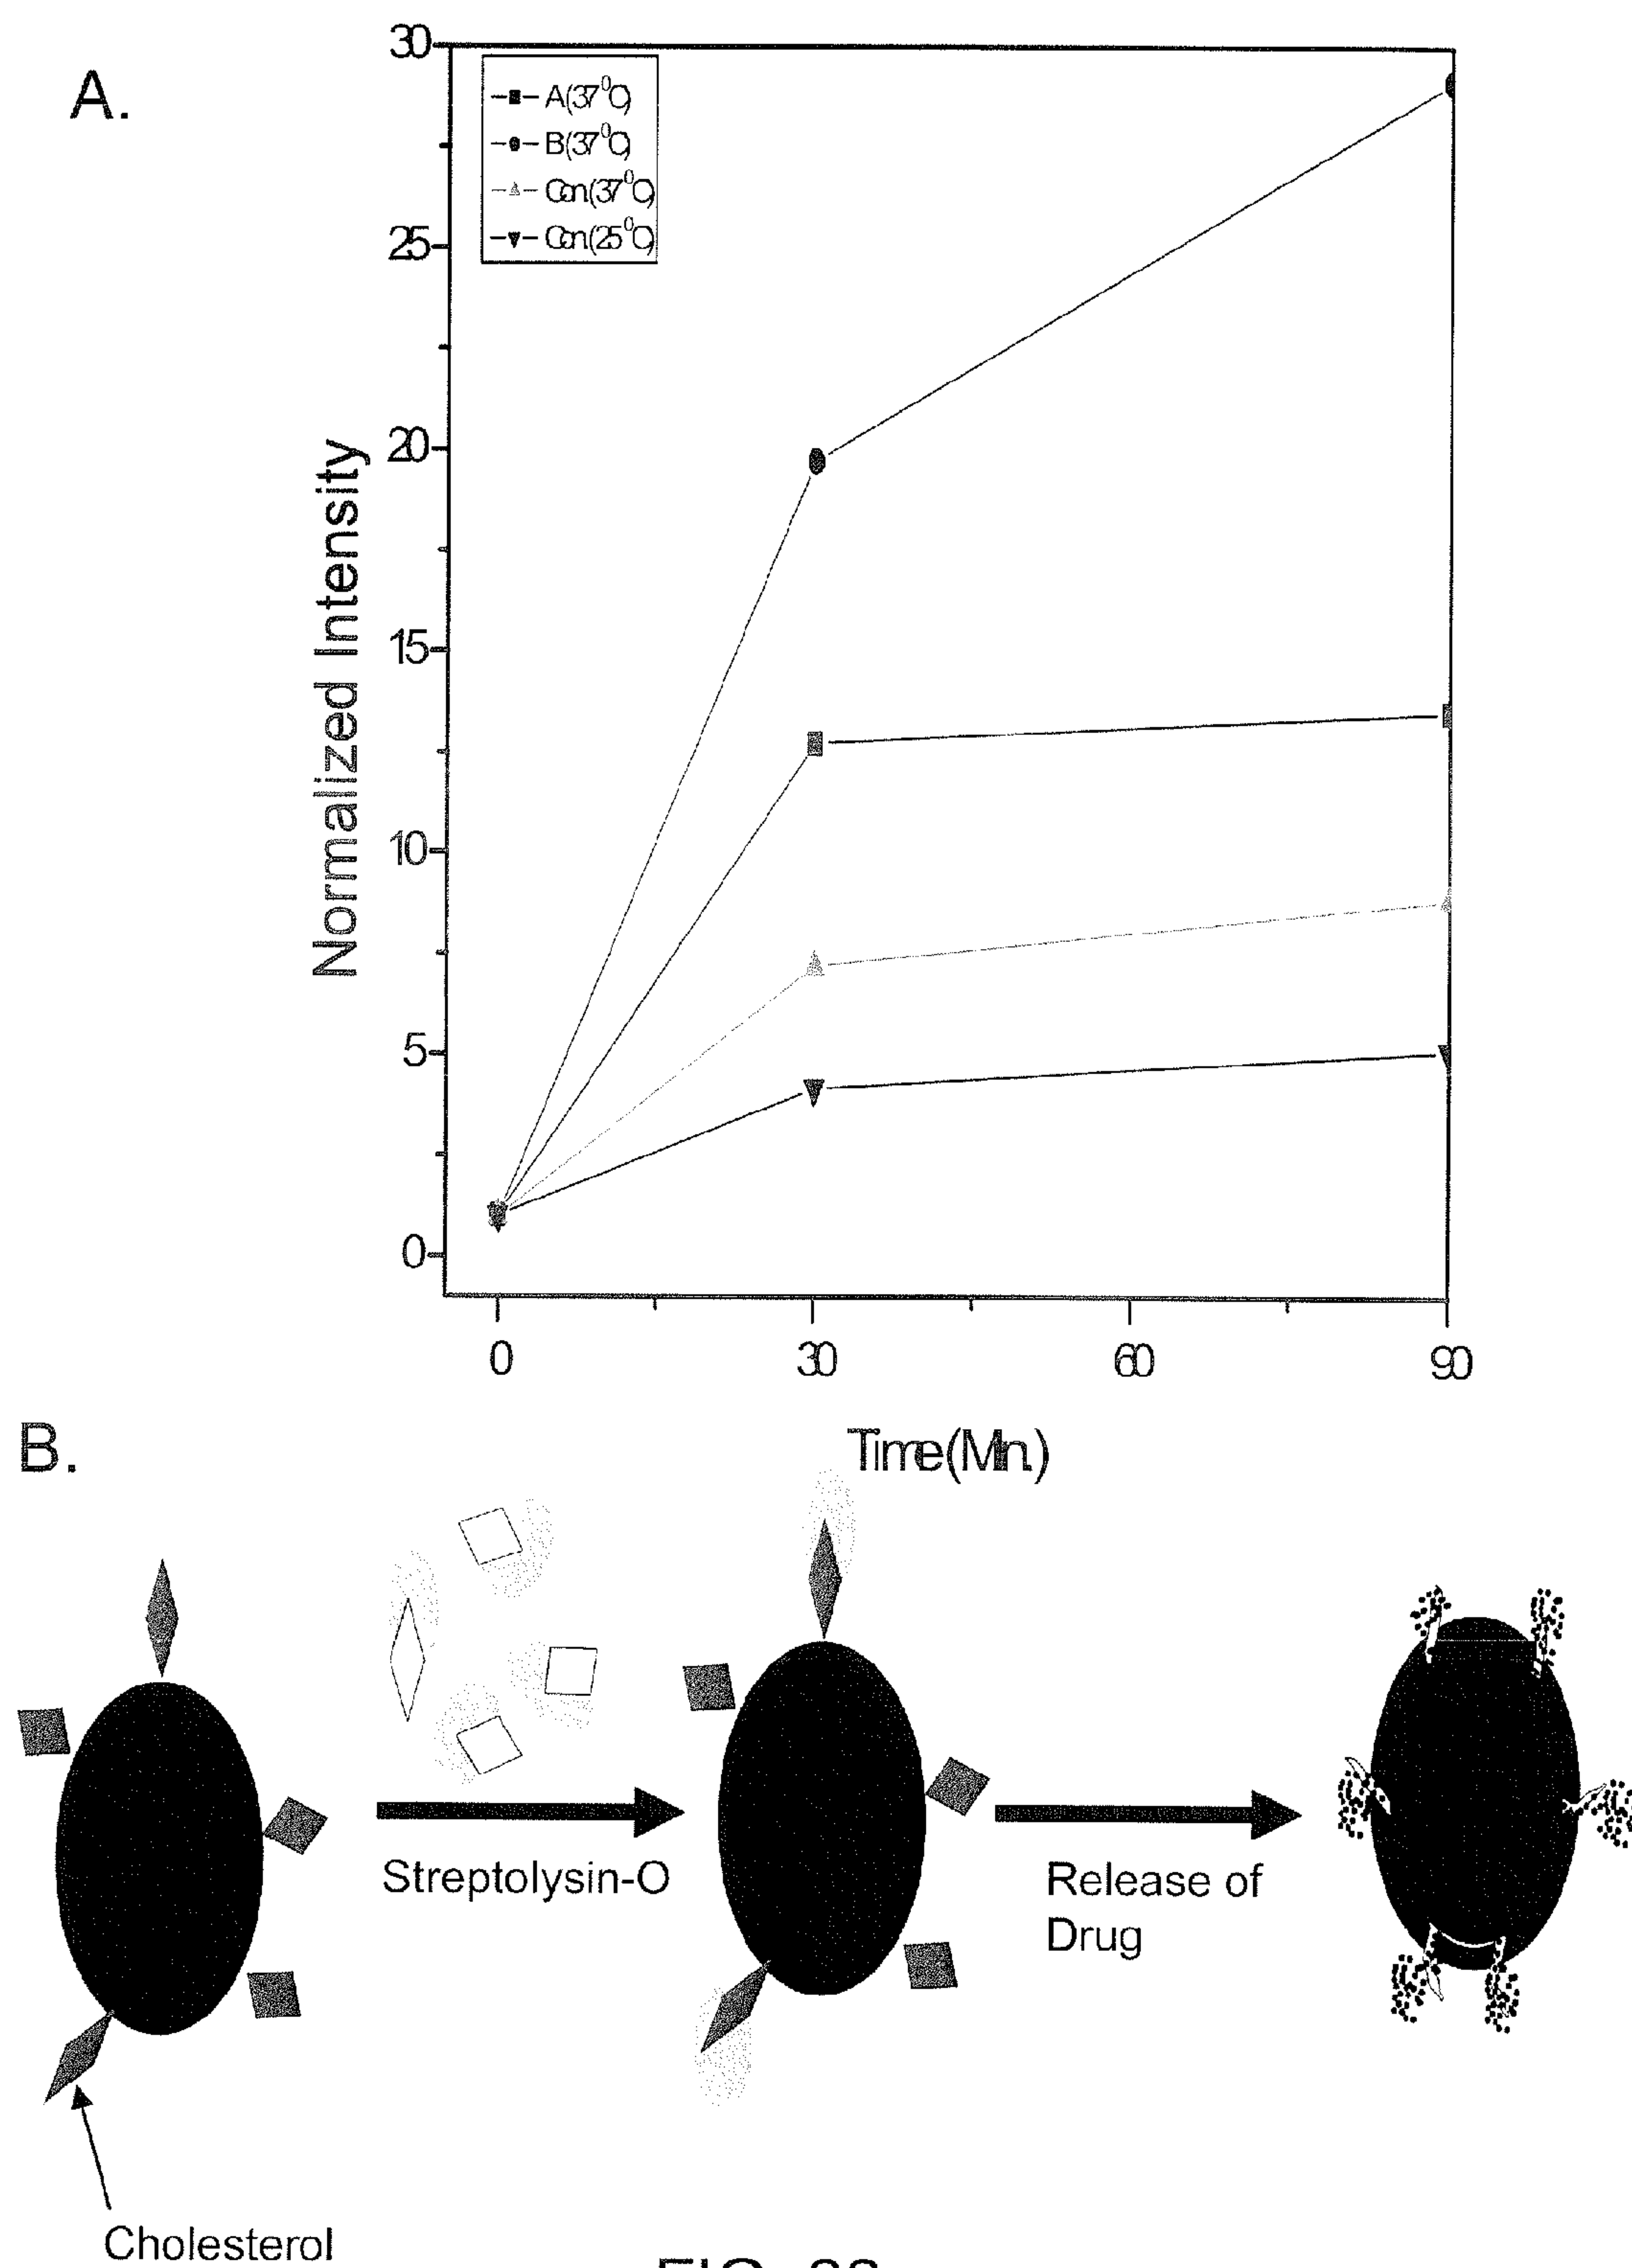 A.
30
25
20
15
10
5
0
A(37⁰C)
B(37⁰C)
Con(37⁰C)
Con(25⁰C)
Normalized Intensity
0 30 60 90
Time(Min.)
B.
Streptolysin-O
Release of
Drug
Cholesterol